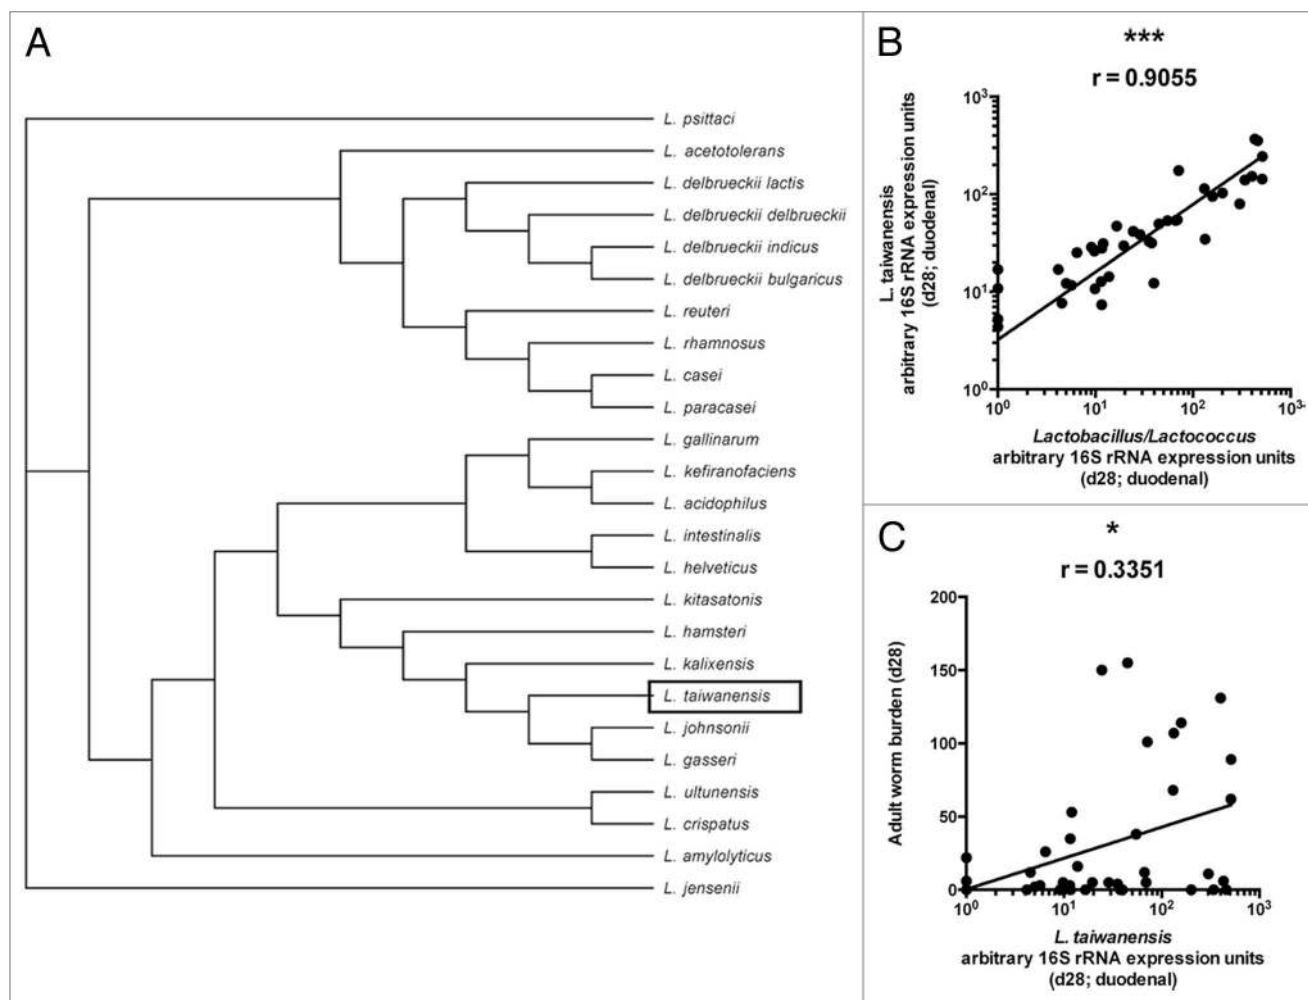 A
L. psittaci
L. acetotolerans
L. delbrueckii lactis
L. delbrueckii delbrueckii
L. delbrueckii indicus
L. delbrueckii bulgaricus
L. reuteri
L. rhamnosus
L. casei
L. paracasei
L. gallinarum
L. kefiranofaciens
L. acidophilus
L. intestinalis
L. helveticus
L. kitasatonis
L. hamsteri
L. kalixensis
L. taiwanensis
L. johnsonii
L. gasseri
L. ultunensis
L. crispatus
L. amylolyticus
L. jensenii
B
***
r = 0.9055
L. taiwanensis
arbitrary 16S rRNA expression units
(d28; duodenal)
10³
10²
10¹
10⁰
10⁰ 10¹ 10² 10³
Lactobacillus/Lactococcus
arbitrary 16S rRNA expression units
(d28; duodenal)
C
*
r = 0.3351
Adult worm burden (d28)
200
150
100
50
0
10⁰ 10¹ 10² 10³
L. taiwanensis
arbitrary 16S rRNA expression units
(d28; duodenal)